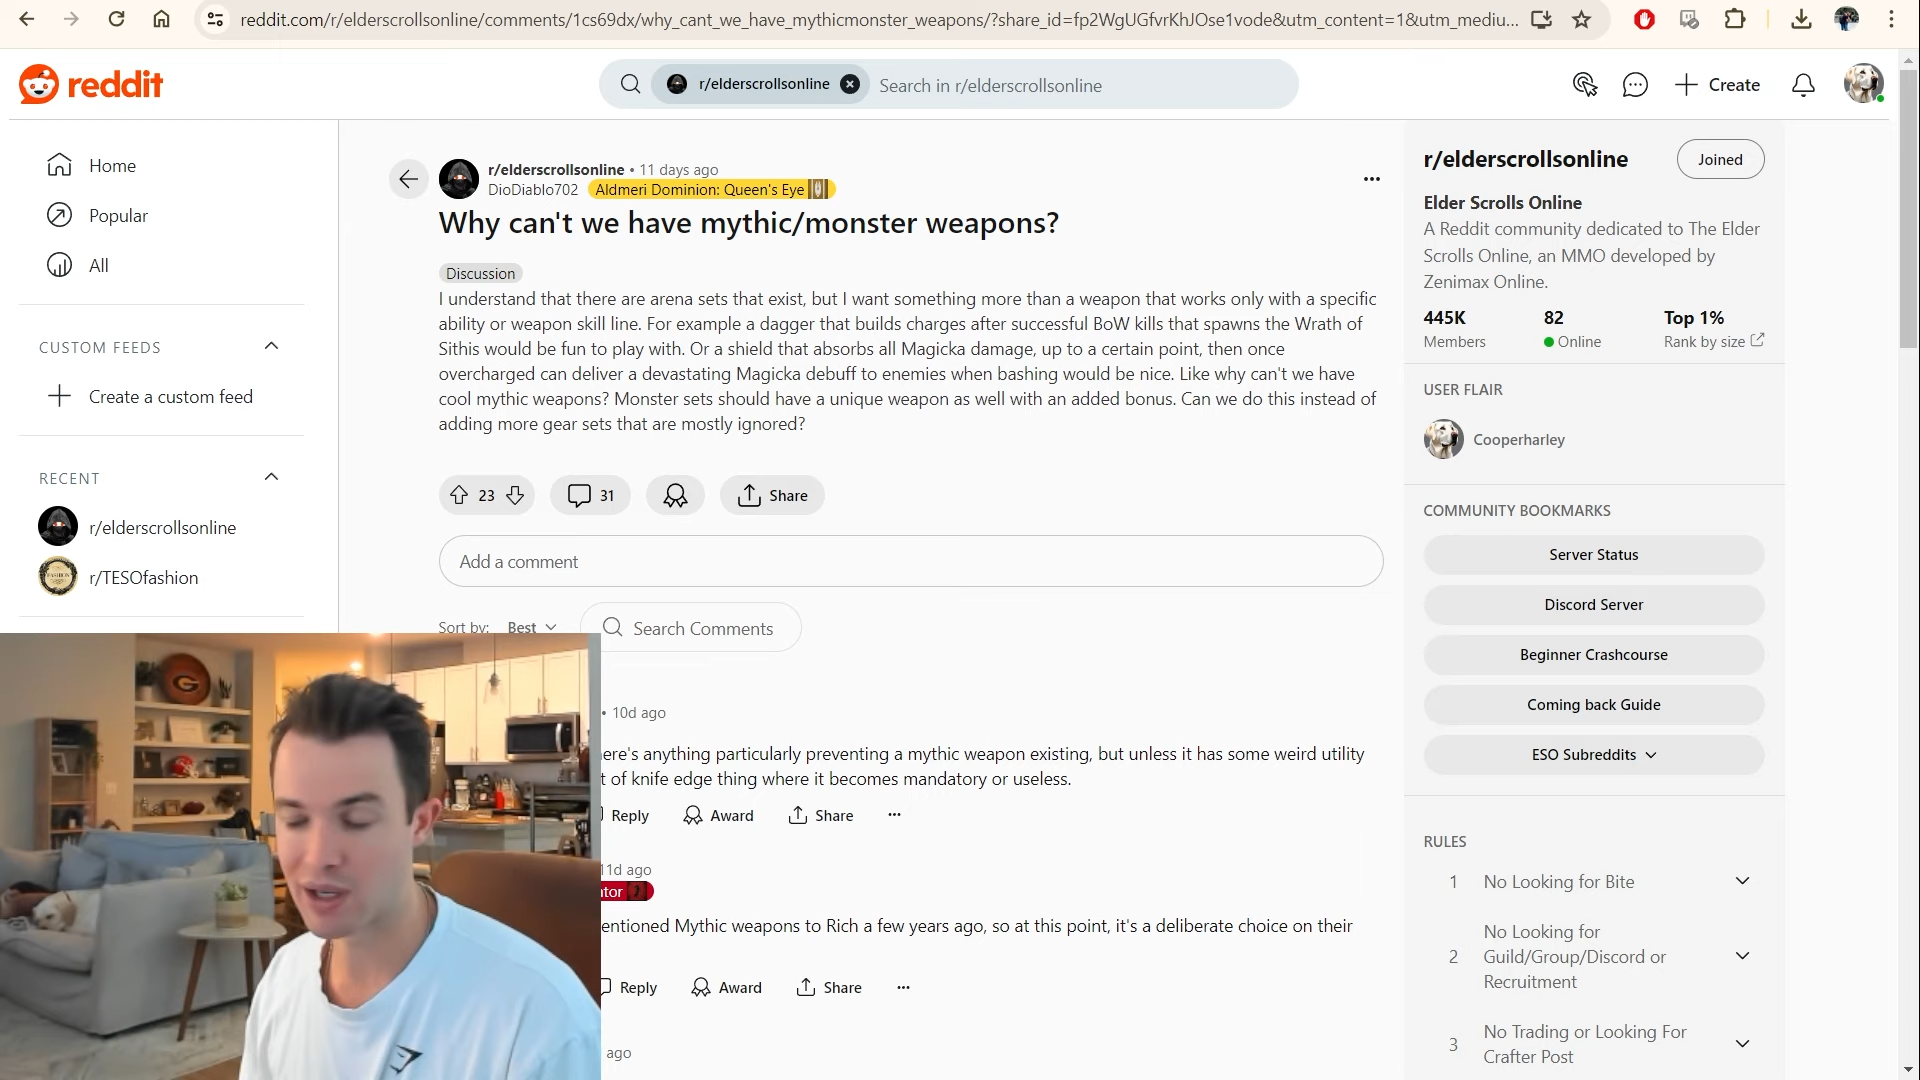 reddit.com/r/elderscrollsonline/comments/1cs69dx/why_cant_we_have_mythicmonster_weapons/?share_id=fp2WgUGfvrKhJOse1vode&utm_content=1&utm_mediu...
reddit
r/elderscrollsonline
Search in r/elderscrollsonline
Create
Home
Popular
All
CUSTOM FEEDS
Create a custom feed
RECENT
r/elderscrollsonline
r/TESOfashion
r/elderscrollsonline • 11 days ago
DioDiablo702 Aldmeri Dominion: Queen's Eye
Why can't we have mythic/monster weapons?
Discussion
I understand that there are arena sets that exist, but I want something more than a weapon that works only with a specific
ability or weapon skill line. For example a dagger that builds charges after successful BoW kills that spawns the Wrath of
Sithis would be fun to play with. Or a shield that absorbs all Magicka damage, up to a certain point, then once
overcharged can deliver a devastating Magicka debuff to enemies when bashing would be nice. Like why can't we have
cool mythic weapons? Monster sets should have a unique weapon as well with an added bonus. Can we do this instead of
adding more gear sets that are mostly ignored?
23
31
Share
Add a comment
Sort by: Best
Search Comments
• 10d ago
ere's anything particularly preventing a mythic weapon existing, but unless it has some weird utility
t of knife edge thing where it becomes mandatory or useless.
Reply Award Share
11d ago
ator
entioned Mythic weapons to Rich a few years ago, so at this point, it's a deliberate choice on their
Reply Award Share
ago
r/elderscrollsonline
Joined
Elder Scrolls Online
A Reddit community dedicated to The Elder
Scrolls Online, an MMO developed by
Zenimax Online.
445K 82 Top 1%
Members Online Rank by size
USER FLAIR
Cooperharley
COMMUNITY BOOKMARKS
Server Status
Discord Server
Beginner Crashcourse
Coming back Guide
ESO Subreddits
RULES
1 No Looking for Bite
2 No Looking for
Guild/Group/Discord or
Recruitment
3 No Trading or Looking For
Crafter Post